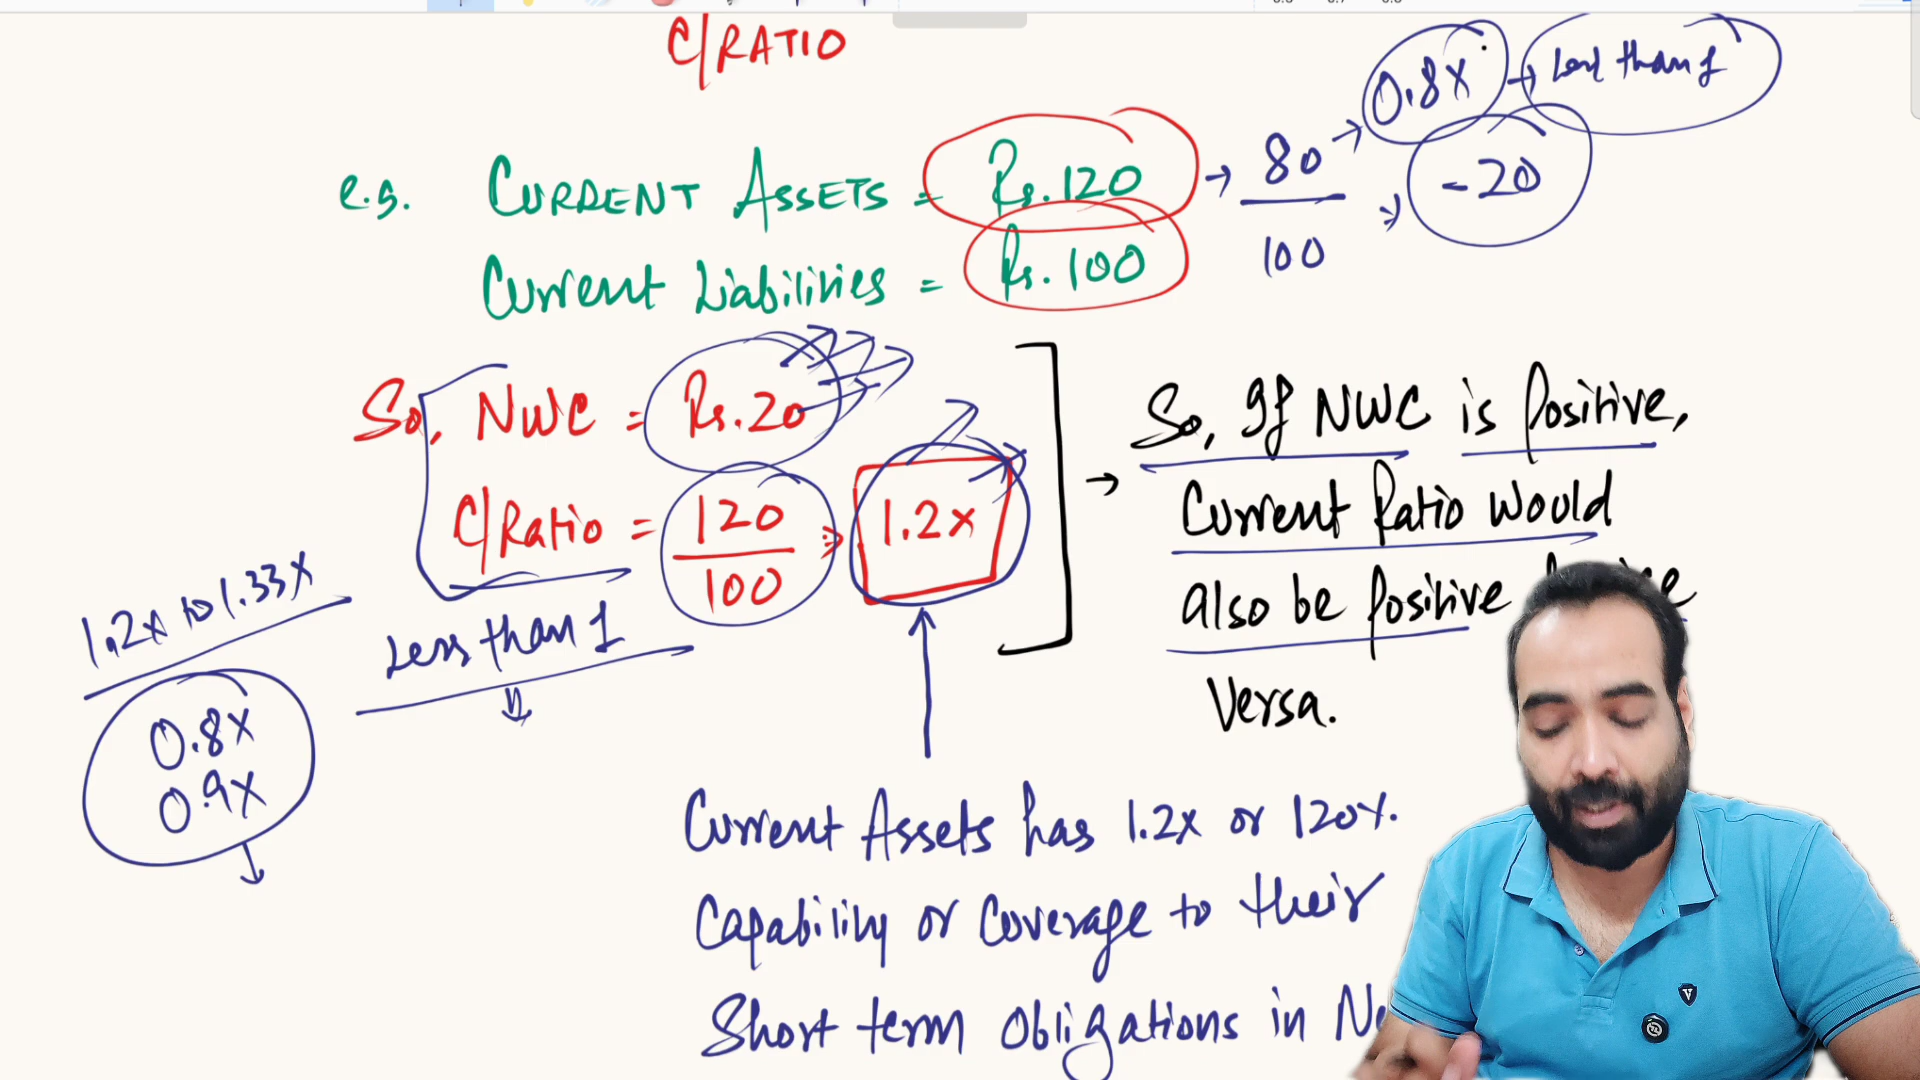 C/RATIO
0.8x → Less than 1
e.g. CURRENT ASSETS = Rs.120 → 80 / 100 → -20
Current Liabilities = Rs. 100
So, NWC = Rs.20
C/Ratio = 120 / 100 = 1.2x
→ So, If NWC is Positive,
Current Ratio Would
also be Positive
Versa.
1.2x to 1.33x
Less than 1
0.8x
0.9x
Current Assets has 1.2x or 120%.
Capability or Coverage to their
Short term Obligations in
V